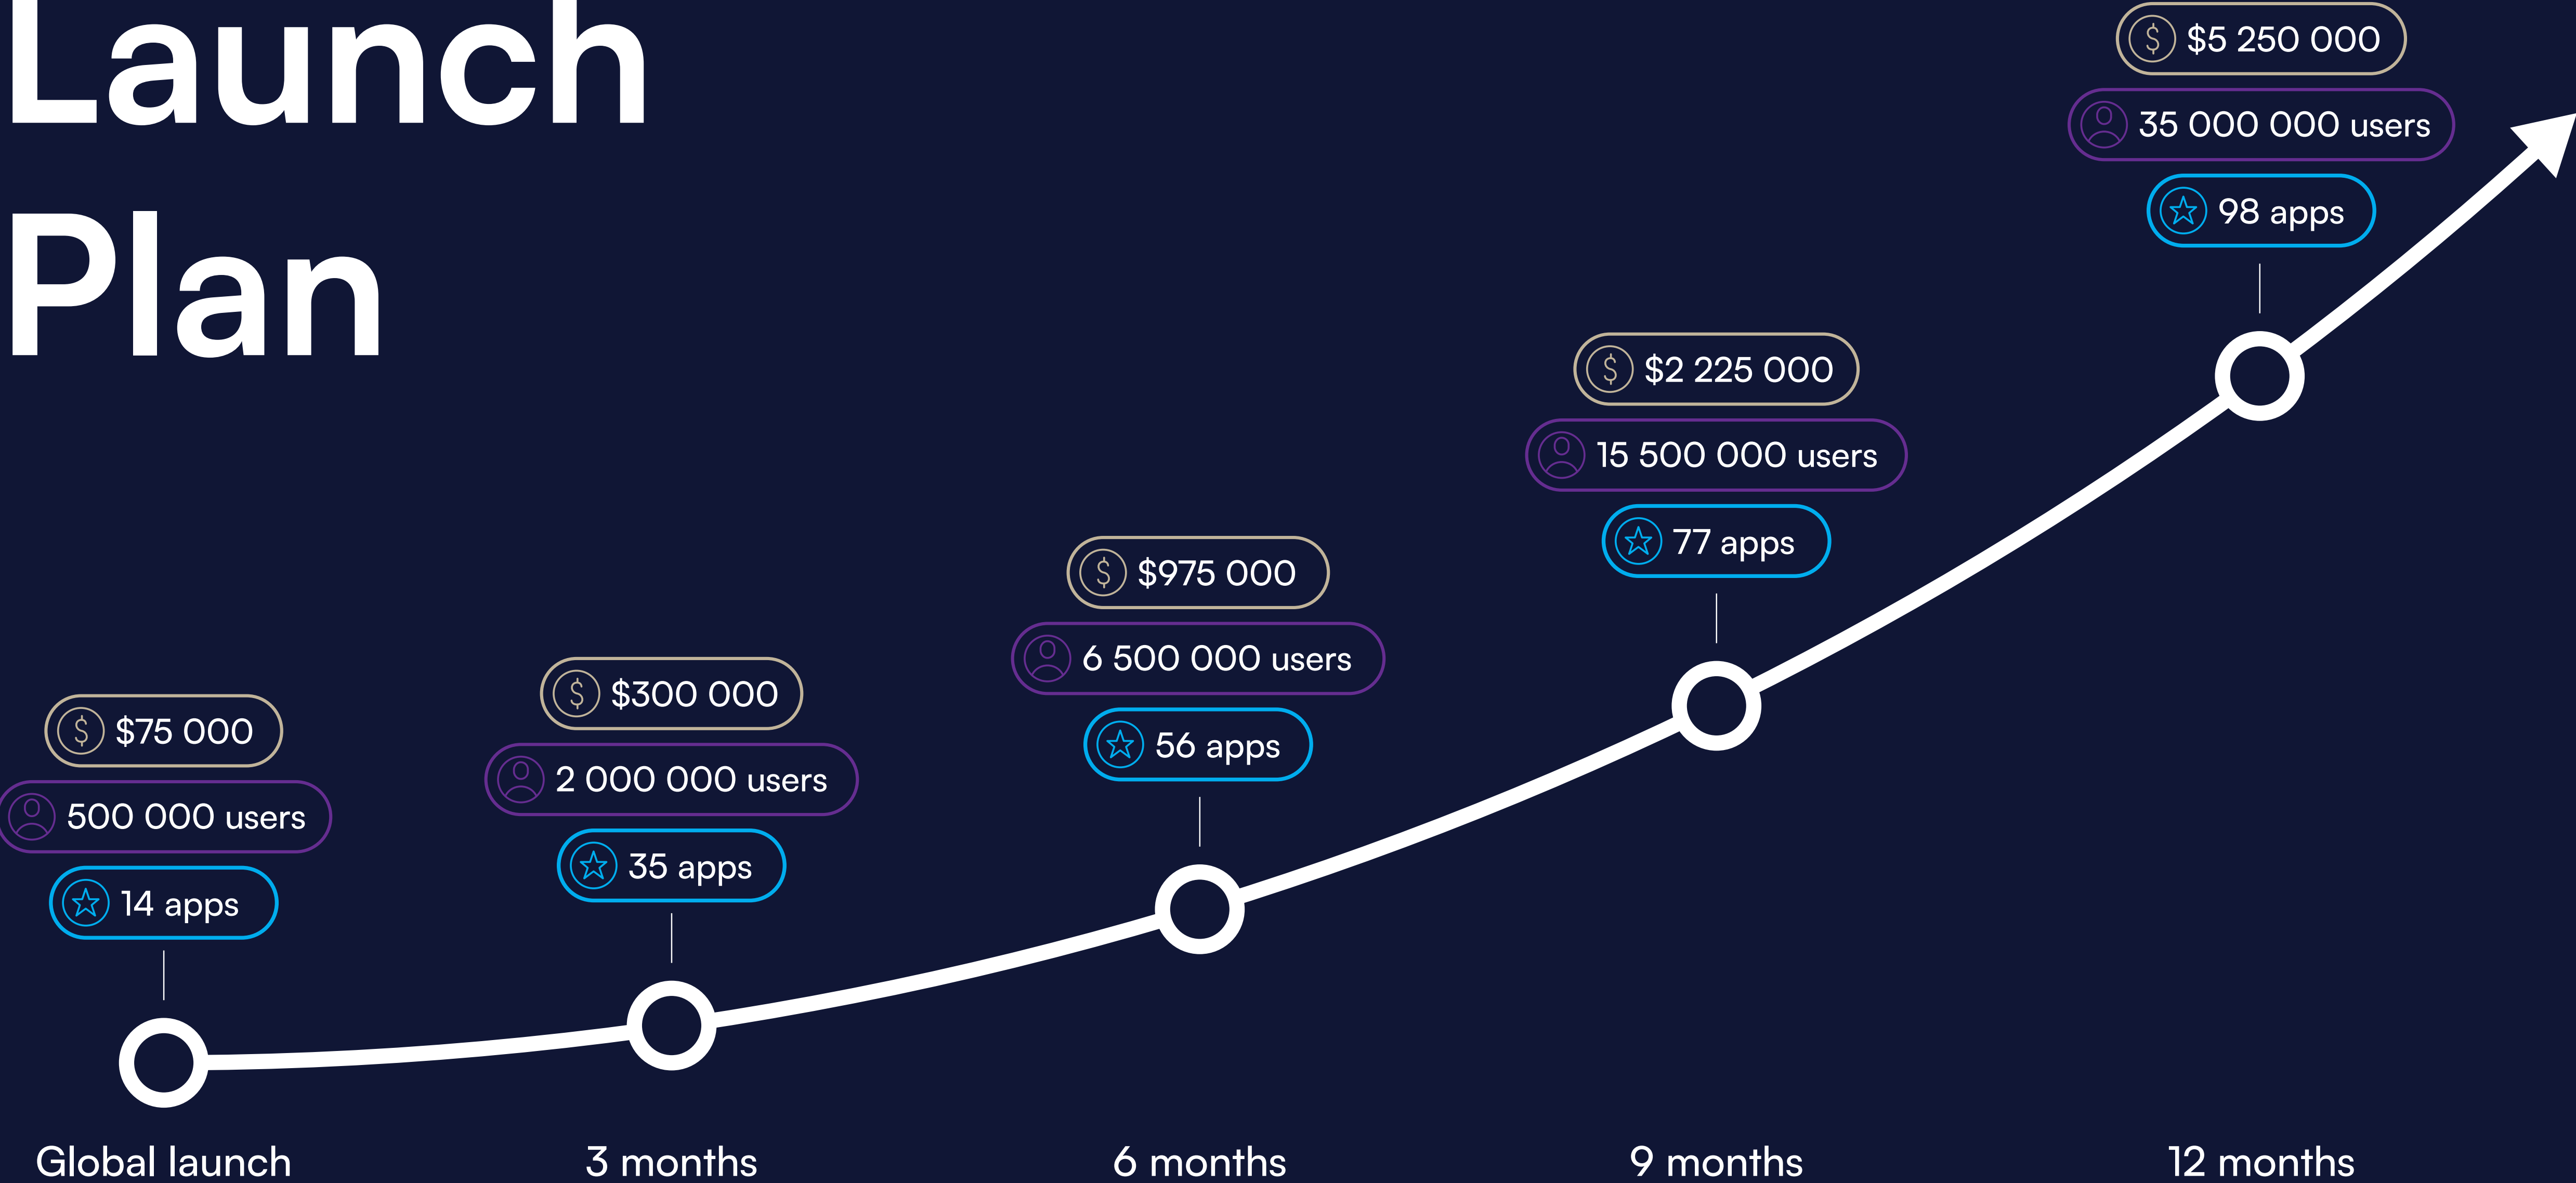 Launch
Plan
$75 000
500 000 users
14 apps
Global launch
$300 000
2 000 000 users
35 apps
3 months
$975 000
6 500 000 users
56 apps
6 months
$2 225 000
15 500 000 users
77 apps
9 months
$5 250 000
35 000 000 users
98 apps
12 months